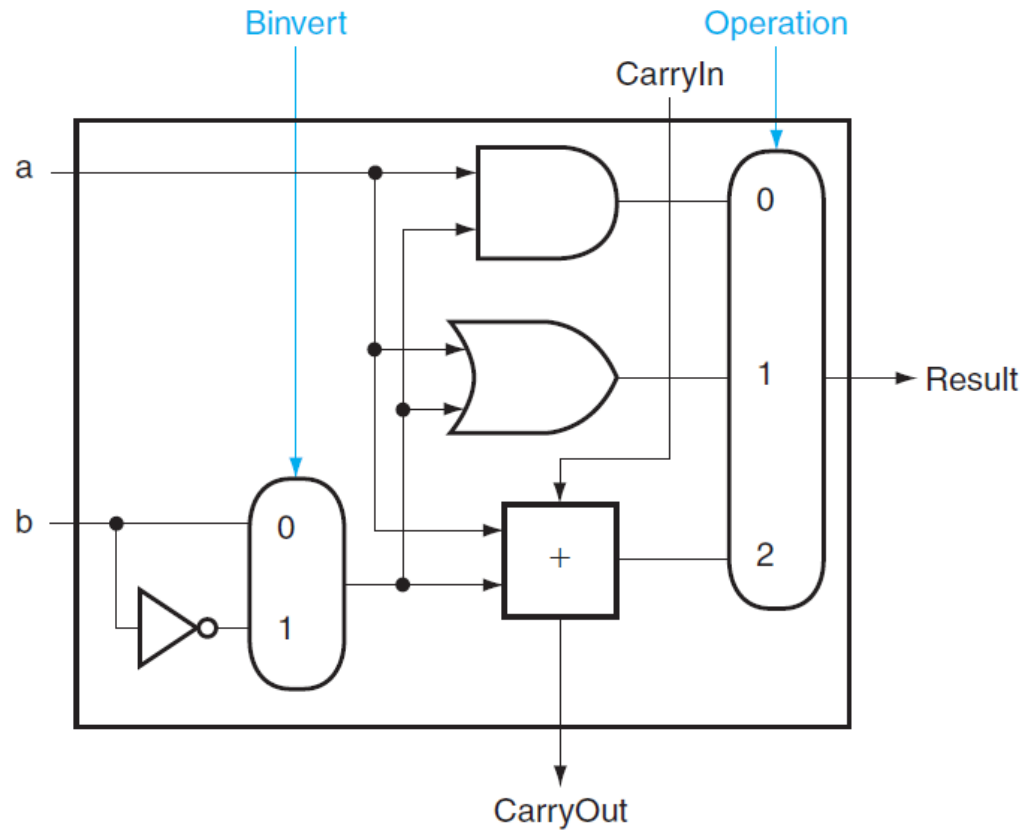 Binvert
Operation
CarryIn
a
0
1
Result
b
0
+
2
1
CarryOut